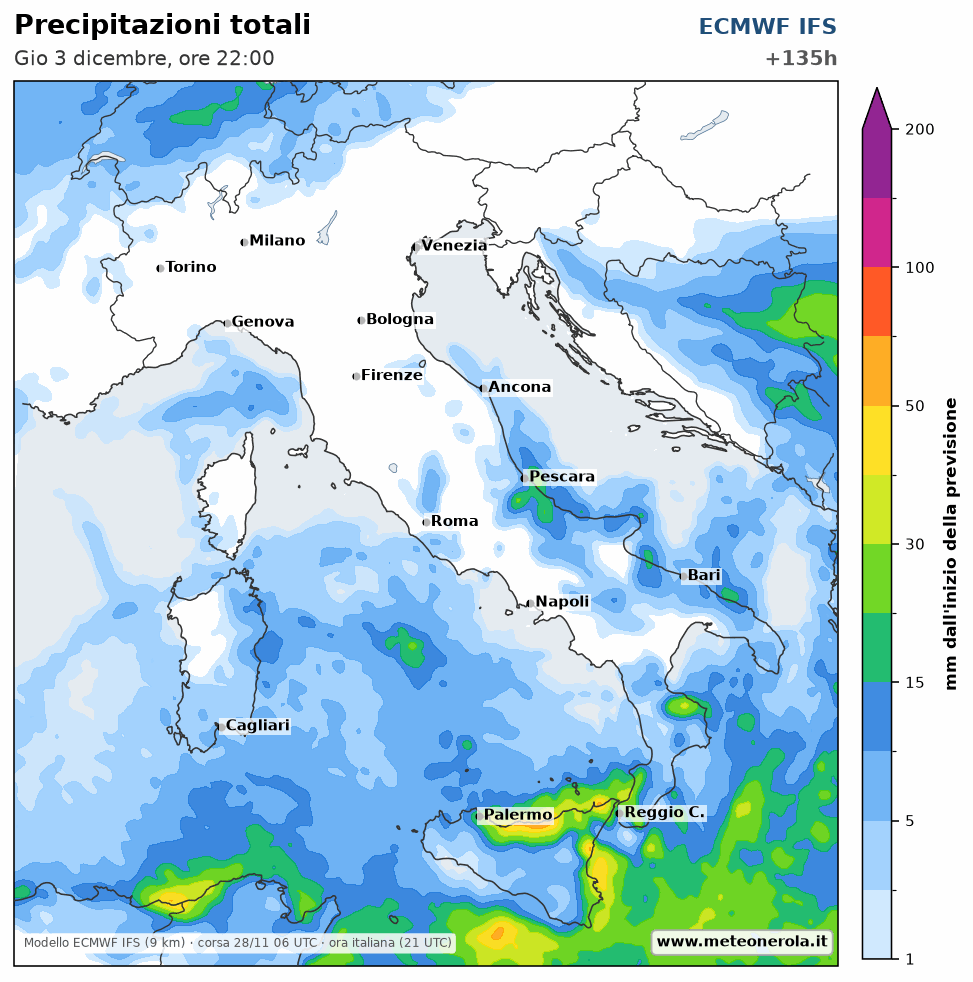 Precipitazioni totali
ECMWF IFS
Gio 3 dicembre, ore 22:00
+135h
200
100
50
30
15
5
1
mm dall'inizio della previsione
Milano
Venezia
Torino
Genova
Bologna
Firenze
Ancona
Pescara
Roma
Bari
Napoli
Cagliari
Palermo
Reggio C.
Modello ECMWF IFS (9 km) · corsa 28/11 06 UTC · ora italiana (21 UTC)
www.meteonerola.it